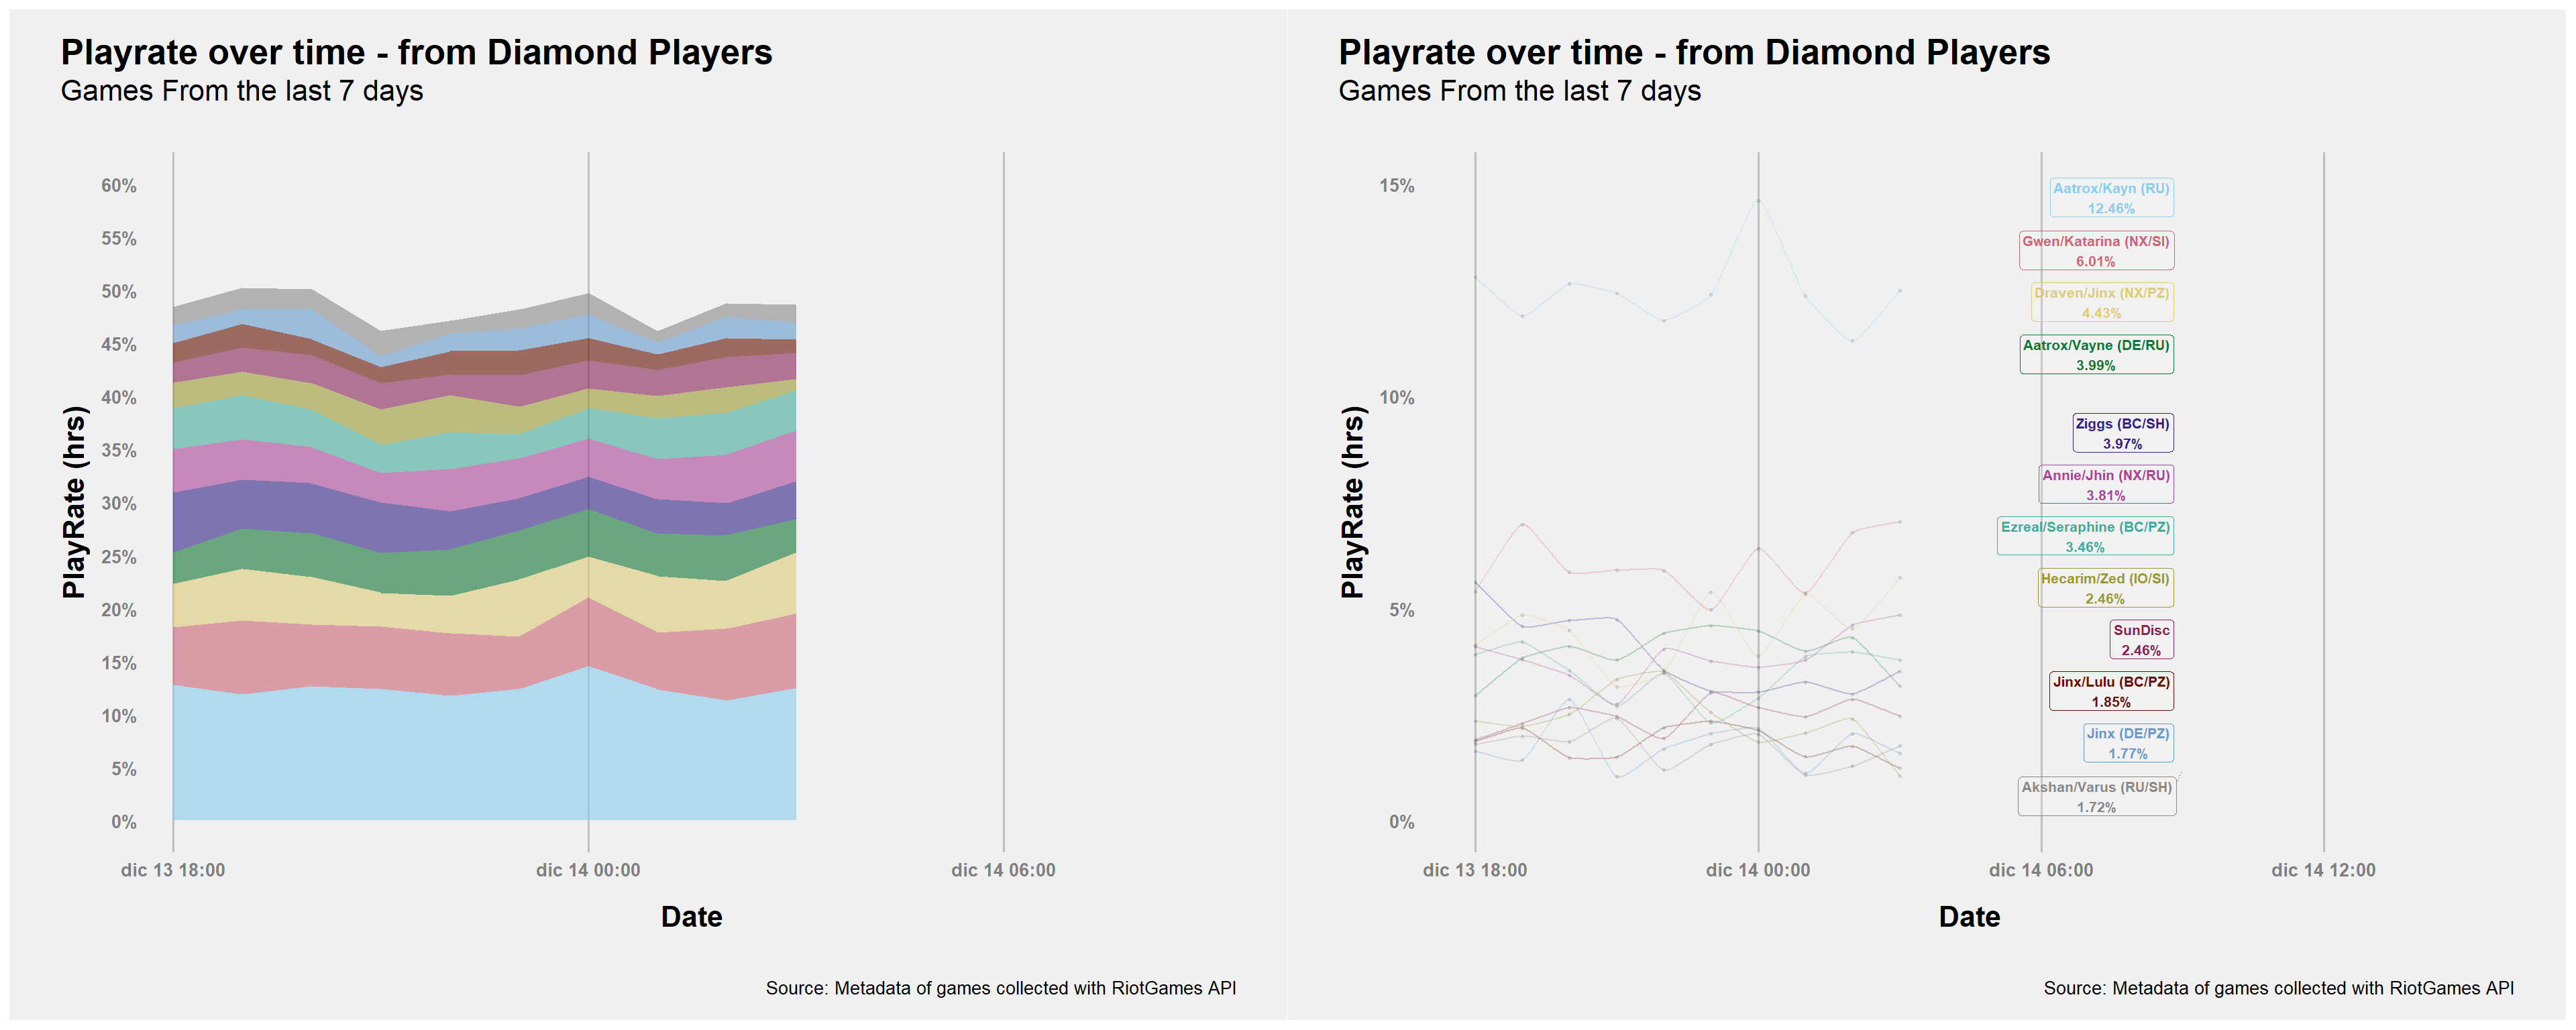 Playrate over time - from Diamond Players
Games From the last 7 days
PlayRate (hrs)
60%
55%
50%
45%
40%
35%
30%
25%
20%
15%
10%
5%
0%
dic 13 18:00
dic 14 00:00
dic 14 06:00
Date
Source: Metadata of games collected with RiotGames API
Playrate over time - from Diamond Players
Games From the last 7 days
PlayRate (hrs)
15%
10%
5%
0%
Aatrox/Kayn (RU)
12.46%
Gwen/Katarina (NX/SI)
6.01%
Draven/Jinx (NX/PZ)
4.43%
Aatrox/Vayne (DE/RU)
3.99%
Ziggs (BC/SH)
3.97%
Annie/Jhin (NX/RU)
3.81%
Ezreal/Seraphine (BC/PZ)
3.46%
Hecarim/Zed (IO/SI)
2.46%
SunDisc
2.46%
Jinx/Lulu (BC/PZ)
1.85%
Jinx (DE/PZ)
1.77%
Akshan/Varus (RU/SH)
1.72%
dic 13 18:00
dic 14 00:00
dic 14 06:00
dic 14 12:00
Date
Source: Metadata of games collected with RiotGames API